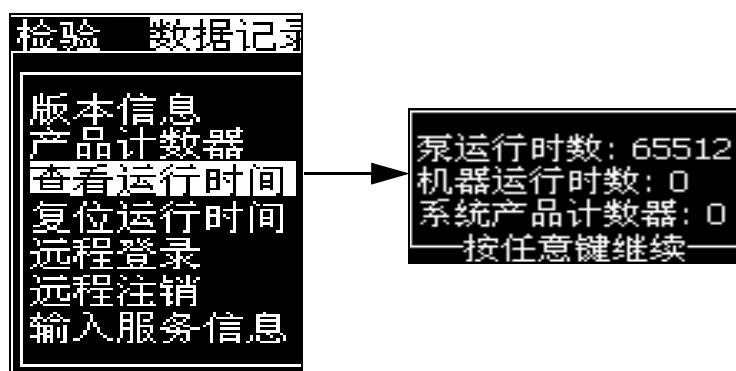 检验 数据记录
版本信息
产品计数器
查看运行时间
复位运行时间
远程登录
远程注销
输入服务信息
泵运行时数: 65512
机器运行时数: 0
系统产品计数器: 0
按任意键继续